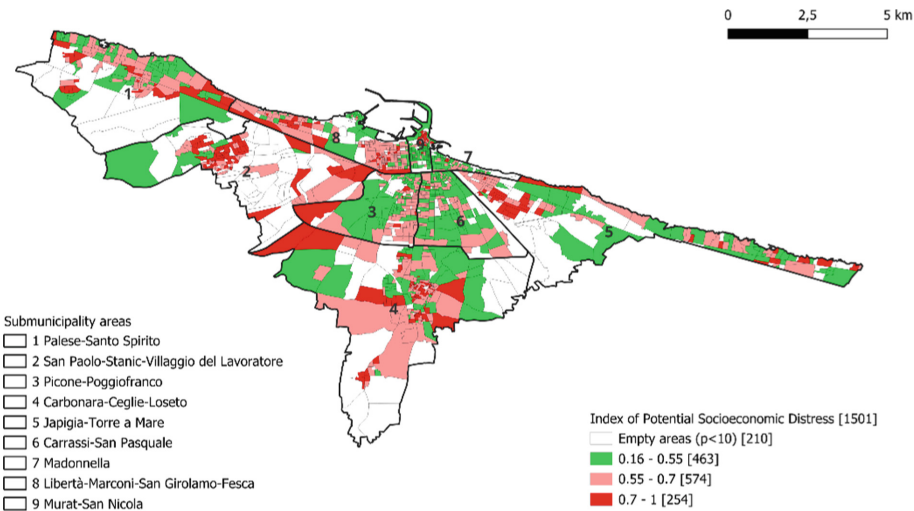 0 2,5 5 km
1
8
9
7
2
3
6
5
4
Submunicipality areas
1 Palese-Santo Spirito
2 San Paolo-Stanic-Villaggio del Lavoratore
3 Picone-Poggiofranco
4 Carbonara-Ceglie-Loseto
5 Japigia-Torre a Mare
6 Carrassi-San Pasquale
7 Madonnella
8 Libertà-Marconi-San Girolamo-Fesca
9 Murat-San Nicola
Index of Potential Socioeconomic Distress [1501]
Empty areas (p<10) [210]
0.16 - 0.55 [463]
0.55 - 0.7 [574]
0.7 - 1 [254]